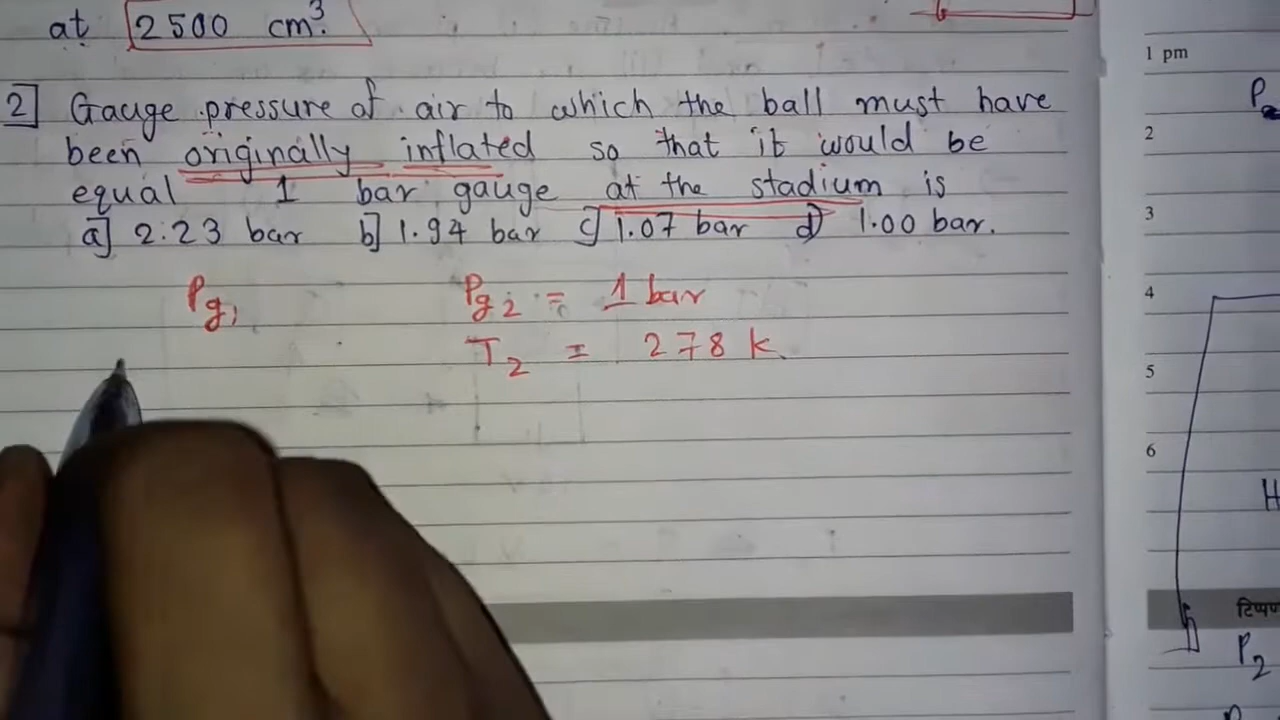 at 2500 cm³.
2] Gauge pressure of air to which the ball must have
been originally inflated so that it would be
equal 1 bar gauge at the stadium is
a] 2.23 bar b] 1.94 bar c] 1.07 bar d] 1.00 bar.
Pg₁ Pg₂ = 1 bar
T₂ = 278 K
1 pm
2
3
4
5
6
H
P₂